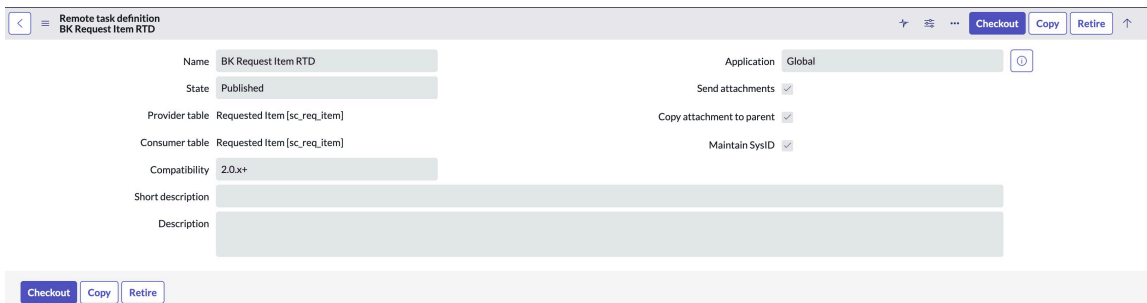 Remote task definition
BK Request Item RTD
Checkout Copy Retire
Name BK Request Item RTD
Application Global
State Published
Send attachments
Provider table Requested Item [sc_req_item]
Copy attachment to parent
Consumer table Requested Item [sc_req_item]
Maintain SysID
Compatibility 2.0.x+
Short description
Description
Checkout Copy Retire